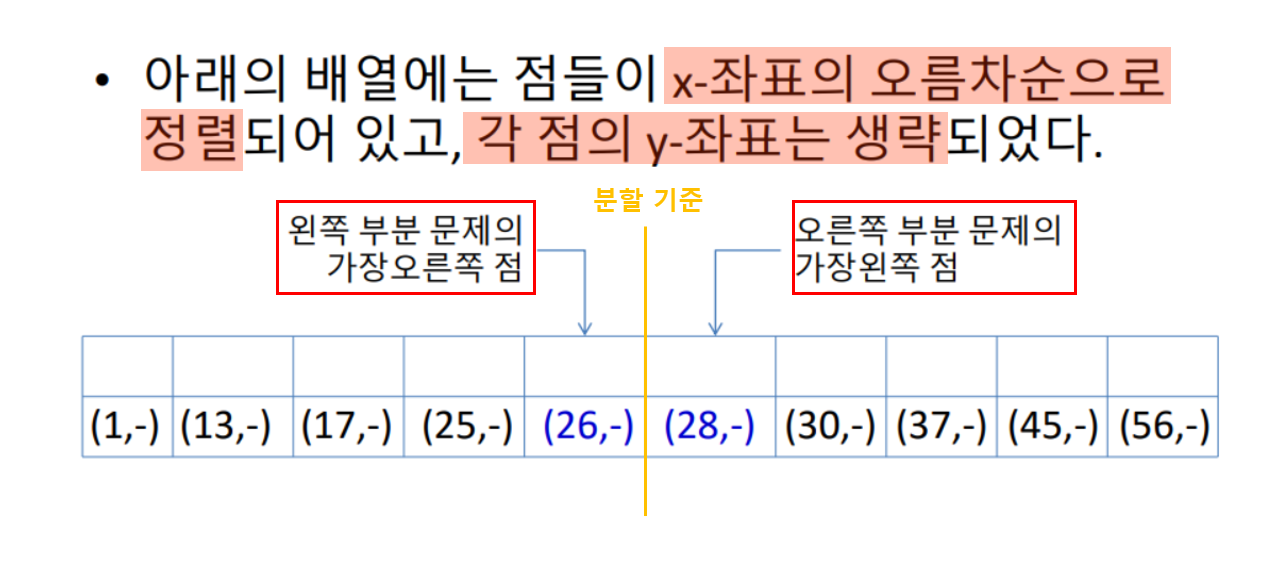 • 아래의 배열에는 점들이 x-좌표의 오름차순으로
정렬되어 있고, 각 점의 y-좌표는 생략되었다.
분할 기준
왼쪽 부분 문제의
가장오른쪽 점
오른쪽 부분 문제의
가장왼쪽 점
(1,-) (13,-) (17,-) (25,-) (26,-) (28,-) (30,-) (37,-) (45,-) (56,-)